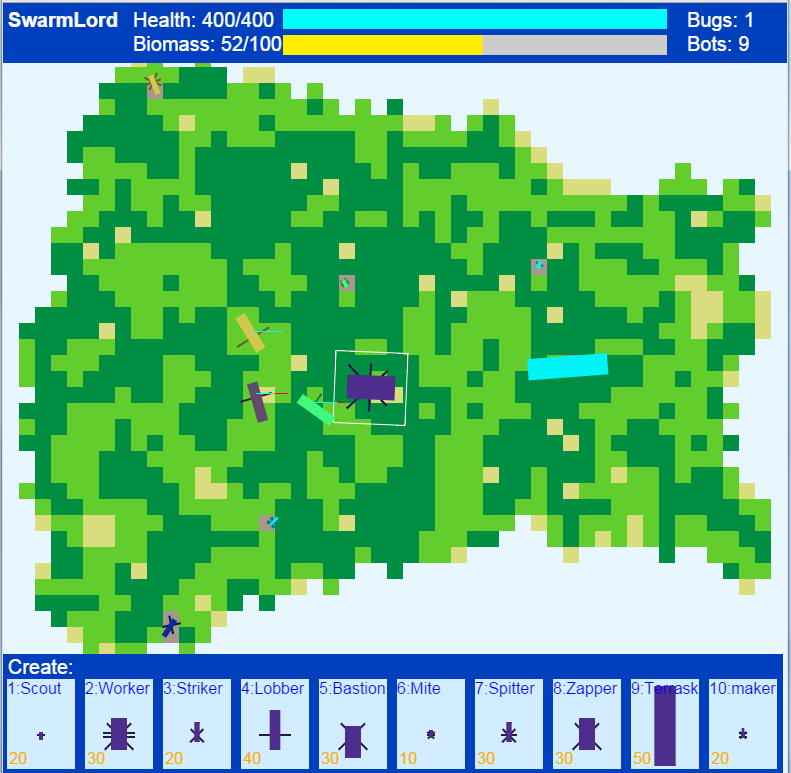 SwarmLord Health: 400/400 Bugs: 1
Biomass: 52/100 Bots: 9
Create:
1:Scout 2:Worker 3:Striker 4:Lobber 5:Bastion 6:Mite 7:Spitter 8:Zapper 9:Terrask 10:maker
20 30 20 40 30 10 30 30 50 20